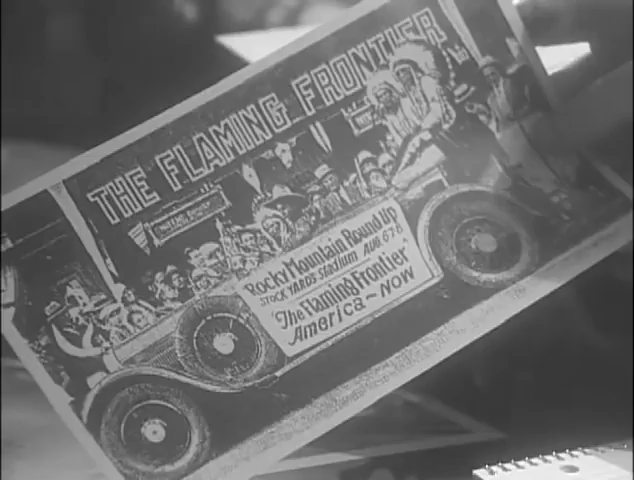 THE FLAMING FRONTIER
Rocky Mountain Round Up
STOCK YARDS STADIUM AUG. 6 7 8
"The Flaming Frontier"
America ~ NOW